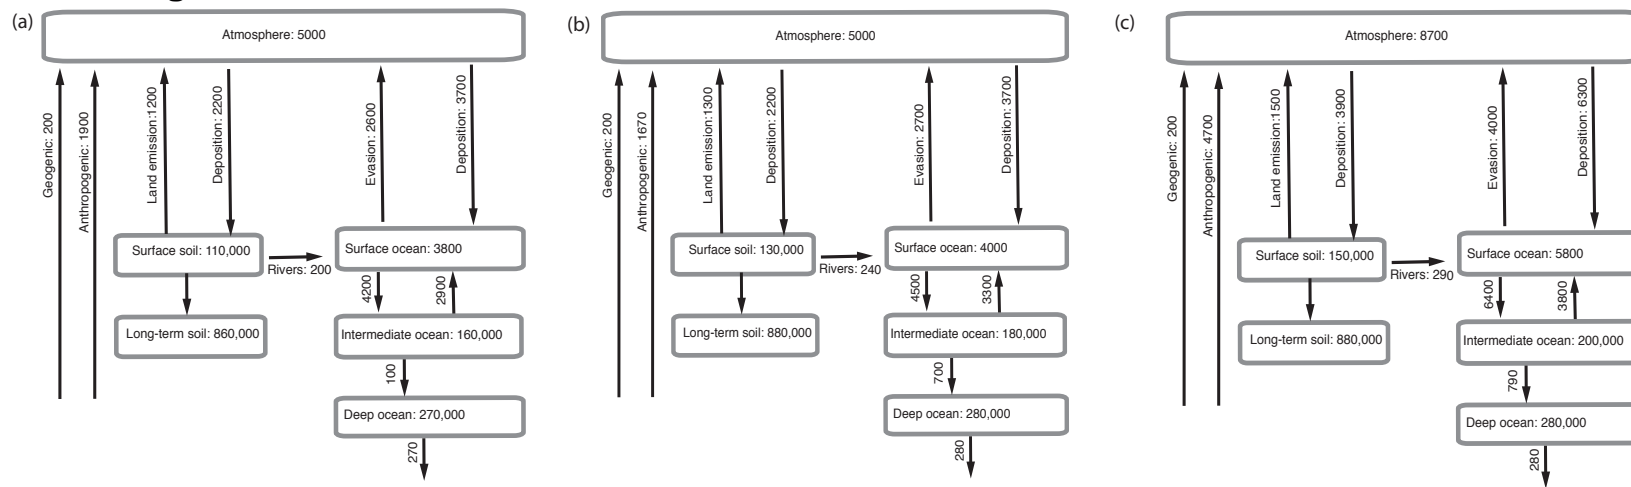 (a)
Atmosphere: 5000
Geogenic: 200
Anthropogenic: 1900
Land emission:1200
Deposition: 2200
Evasion: 2600
Deposition: 3700
Surface soil: 110,000
Rivers: 200
Surface ocean: 3800
4200
2900
Long-term soil: 860,000
Intermediate ocean: 160,000
100
Deep ocean: 270,000
270
(b)
Atmosphere: 5000
Geogenic: 200
Anthropogenic: 1670
Land emission:1300
Deposition: 2200
Evasion: 2700
Deposition: 3700
Surface soil: 130,000
Rivers: 240
Surface ocean: 4000
4500
3300
Long-term soil: 880,000
Intermediate ocean: 180,000
700
Deep ocean: 280,000
280
(c)
Atmosphere: 8700
Geogenic: 200
Anthropogenic: 4700
Land emission:1500
Deposition: 3900
Evasion: 4000
Deposition: 6300
Surface soil: 150,000
Rivers: 290
Surface ocean: 5800
6400
3800
Long-term soil: 880,000
Intermediate ocean: 200,000
790
Deep ocean: 280,000
280